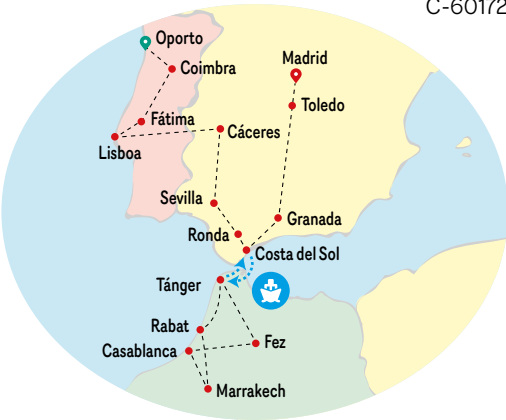 C-60172
Oporto
Madrid
Coimbra
Toledo
Fátima
Cáceres
Lisboa
Sevilla
Granada
Ronda
Costa del Sol
Tánger
Rabat
Fez
Casablanca
Marrakech